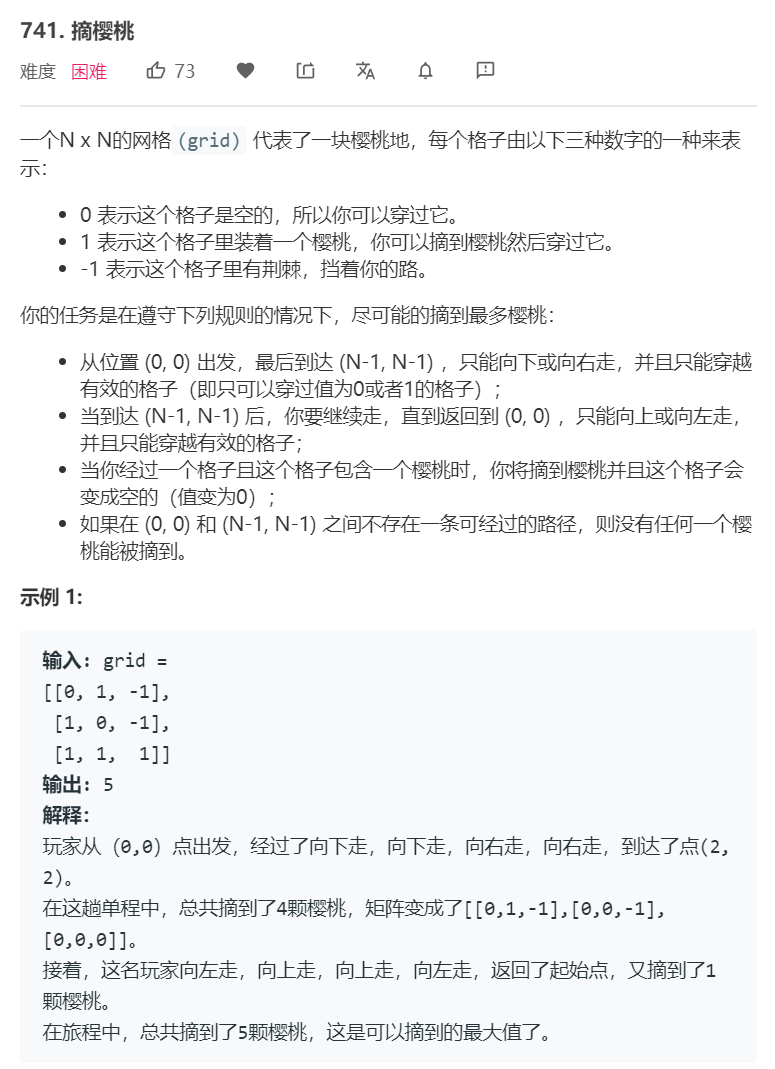 741. 摘樱桃
难度 困难 73
一个N x N的网格(grid) 代表了一块樱桃地，每个格子由以下三种数字的一种来表
示：
• 0 表示这个格子是空的，所以你可以穿过它。
• 1 表示这个格子里装着一个樱桃，你可以摘到樱桃然后穿过它。
• -1 表示这个格子里有荆棘，挡着你的路。
你的任务是在遵守下列规则的情况下，尽可能的摘到最多樱桃：
• 从位置 (0, 0) 出发，最后到达 (N-1, N-1) ，只能向下或向右走，并且只能穿越
有效的格子（即只可以穿过值为0或者1的格子）；
• 当到达 (N-1, N-1) 后，你要继续走，直到返回到 (0, 0) ，只能向上或向左走，
并且只能穿越有效的格子；
• 当你经过一个格子且这个格子包含一个樱桃时，你将摘到樱桃并且这个格子会
变成空的（值变为0）；
• 如果在 (0, 0) 和 (N-1, N-1) 之间不存在一条可经过的路径，则没有任何一个樱
桃能被摘到。
示例 1:
输入: grid =
[[0, 1, -1],
[1, 0, -1],
[1, 1,  1]]
输出: 5
解释：
玩家从（0,0）点出发，经过了向下走，向下走，向右走，向右走，到达了点(2,
2)。
在这趟单程中，总共摘到了4颗樱桃，矩阵变成了[[0,1,-1],[0,0,-1],
[0,0,0]]。
接着，这名玩家向左走，向上走，向上走，向左走，返回了起始点，又摘到了1
颗樱桃。
在旅程中，总共摘到了5颗樱桃，这是可以摘到的最大值了。